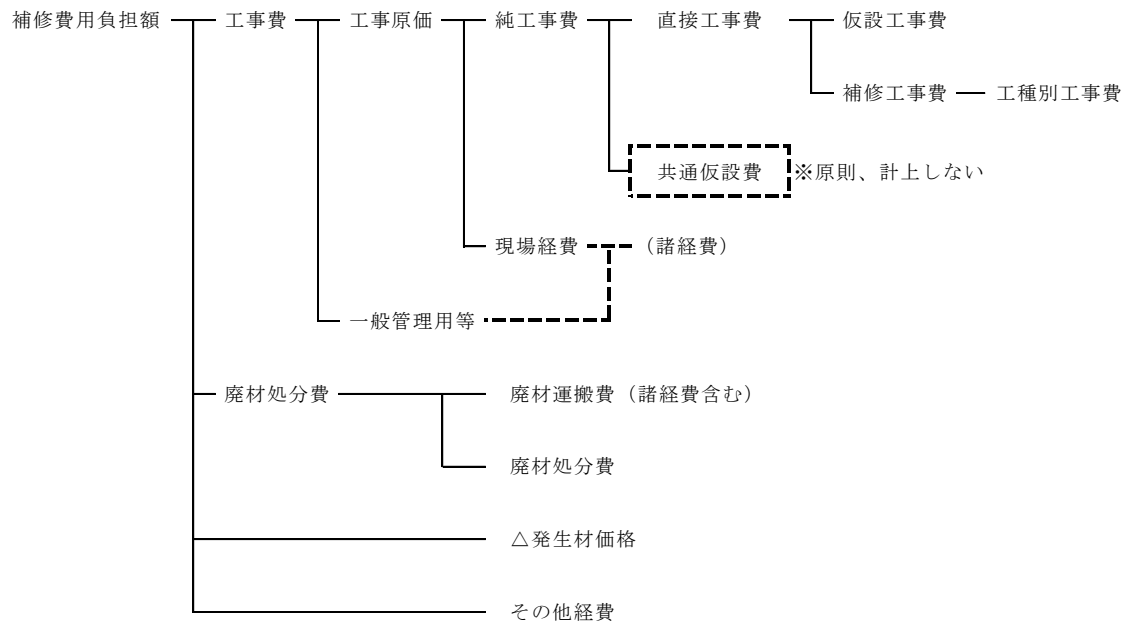 補修費用負担額 工事費 工事原価 純工事費 直接工事費 仮設工事費
補修工事費 工種別工事費
共通仮設費 ※原則、計上しない
現場経費 (諸経費)
一般管理用等
廃材処分費 廃材運搬費(諸経費含む)
廃材処分費
△発生材価格
その他経費